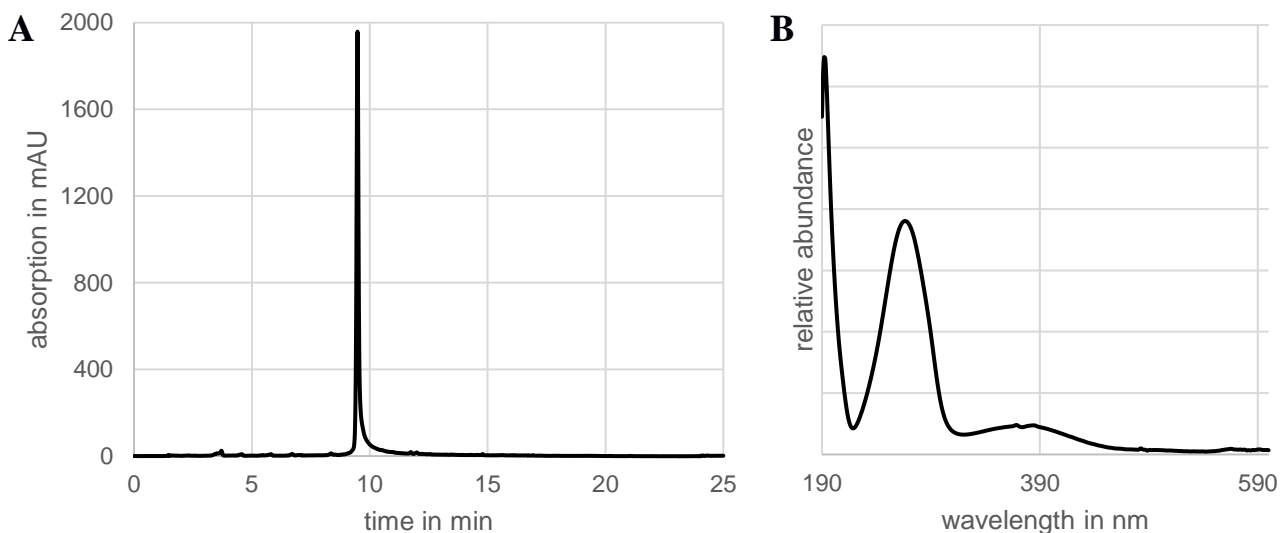 A
absorption in mAU
2000
1600
1200
800
400
0
0 5 10 15 20 25
time in min
B
relative abundance
190 390 590
wavelength in nm